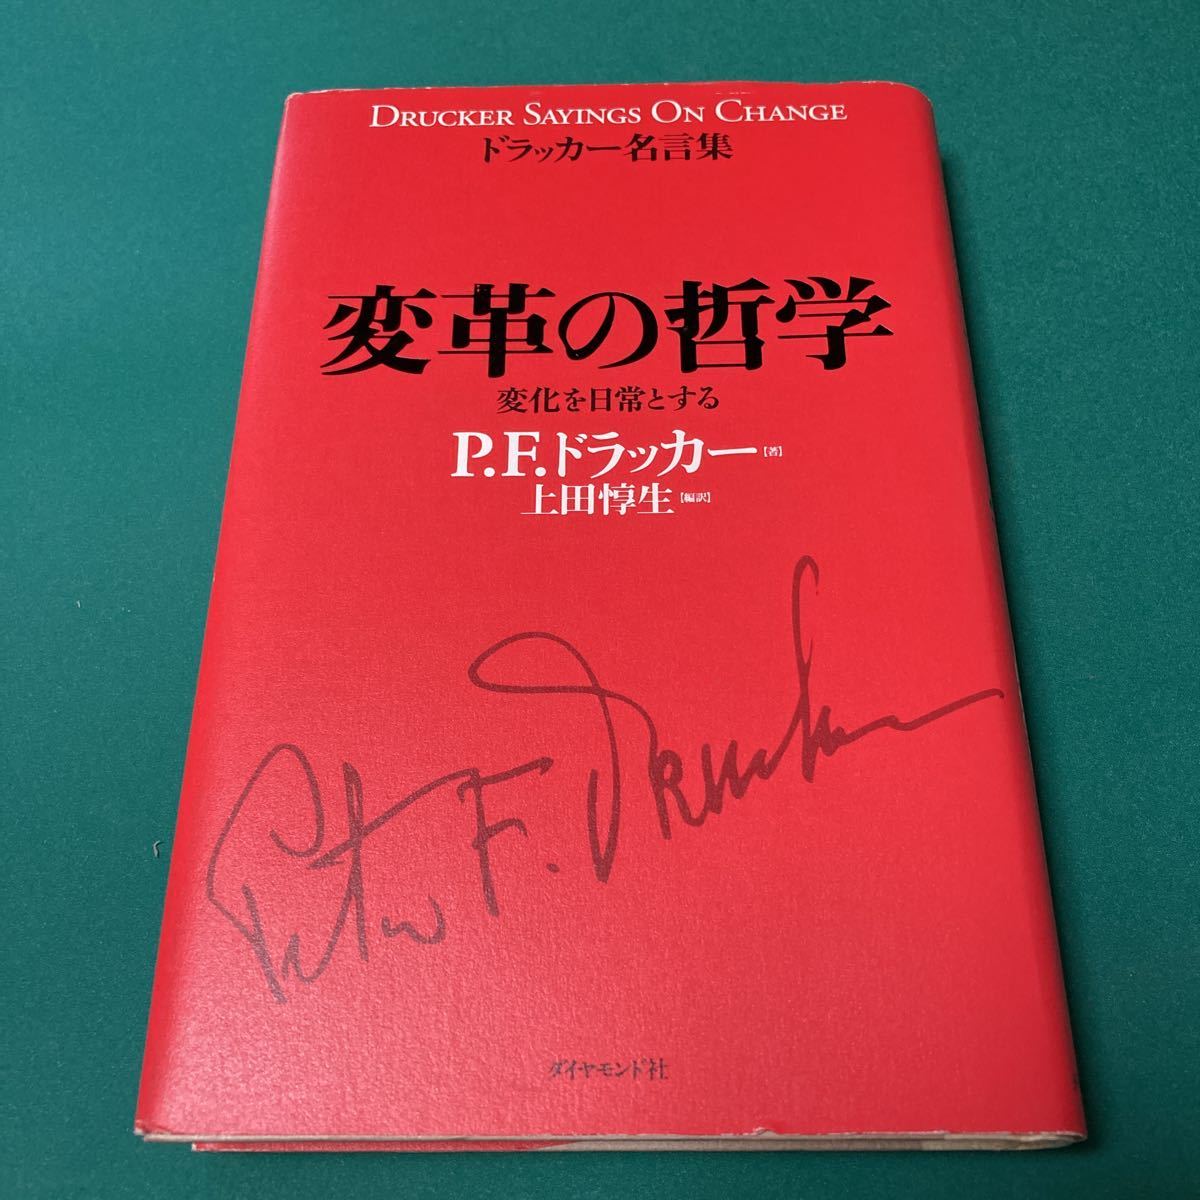 DRUCKER SAYINGS ON CHANGE
ドラッカー名言集
変革の哲学
変化を日常とする
P.F.ドラッカー【著】
上田惇生【編訳】
Peter F. Drucker
ダイヤモンド社